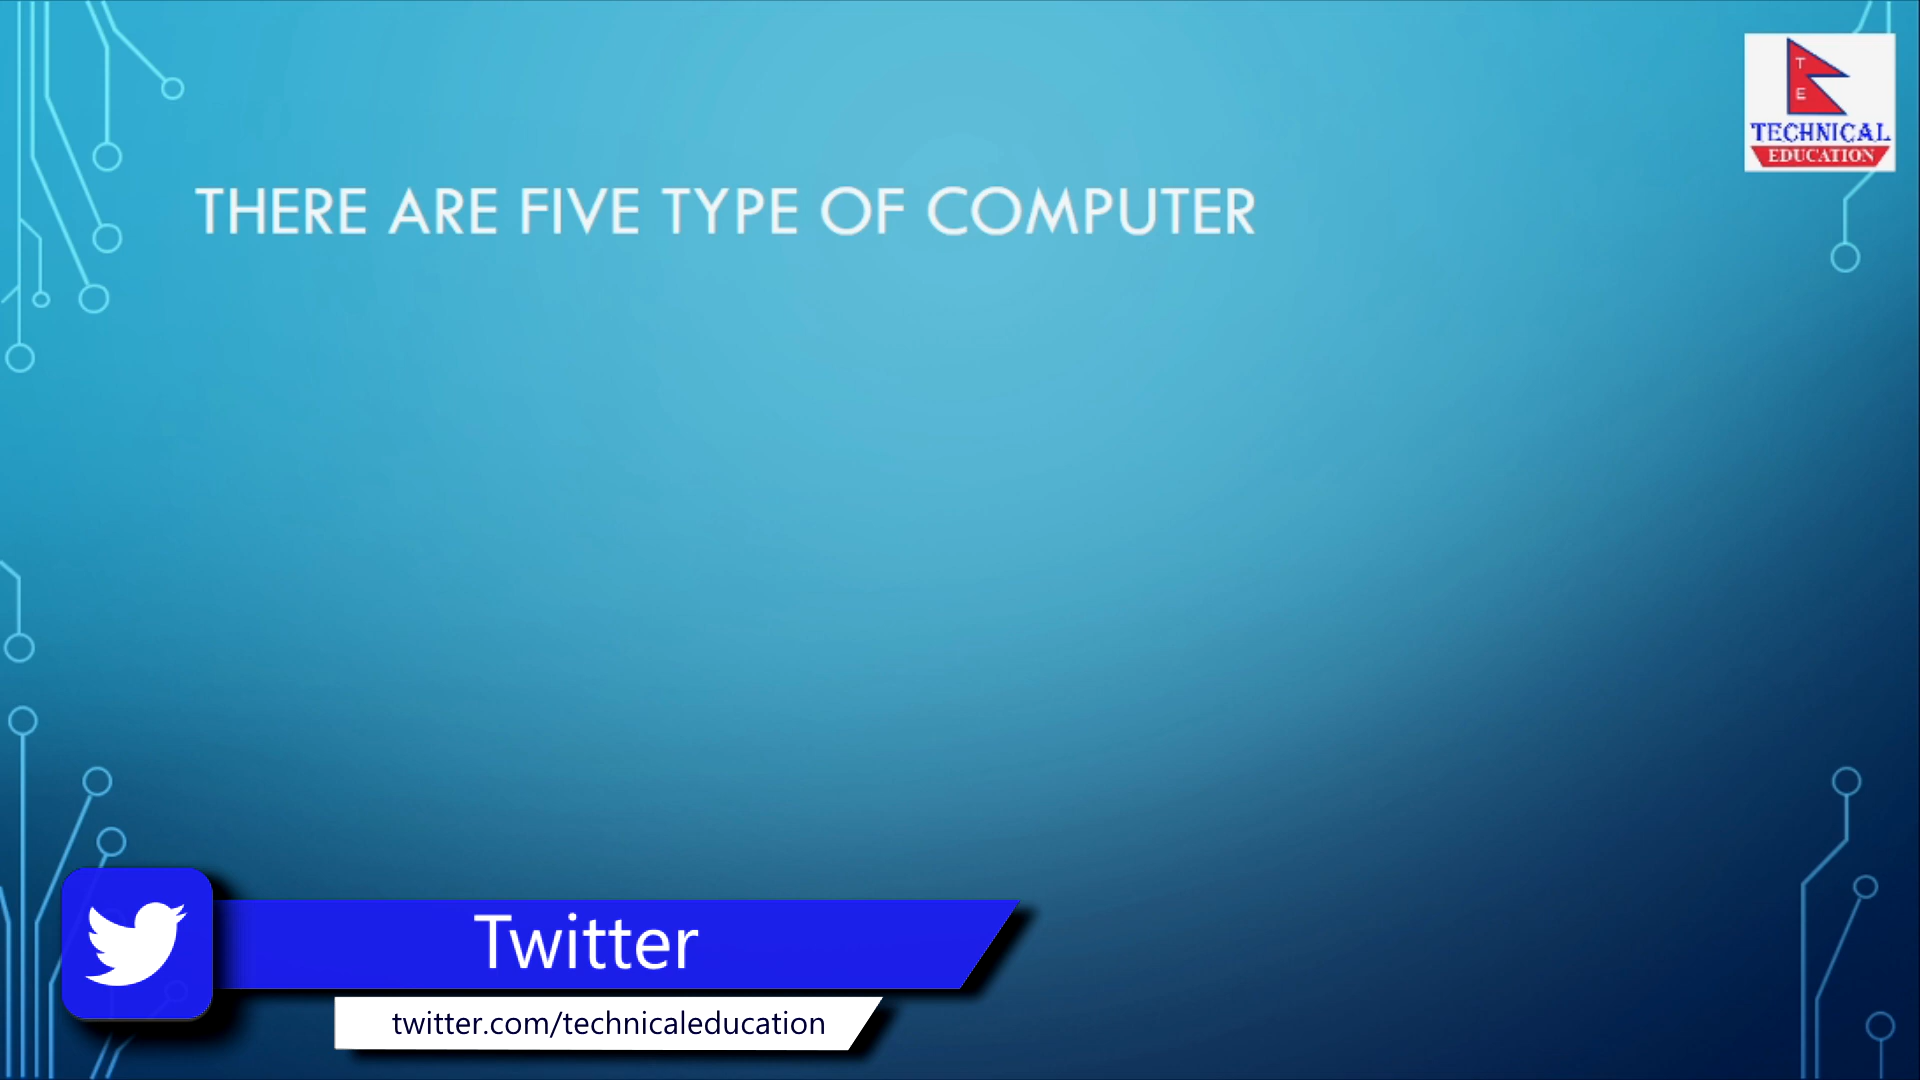 T
E
TECHNICAL
EDUCATION
THERE ARE FIVE TYPE OF COMPUTER
Twitter
twitter.com/technicaleducation